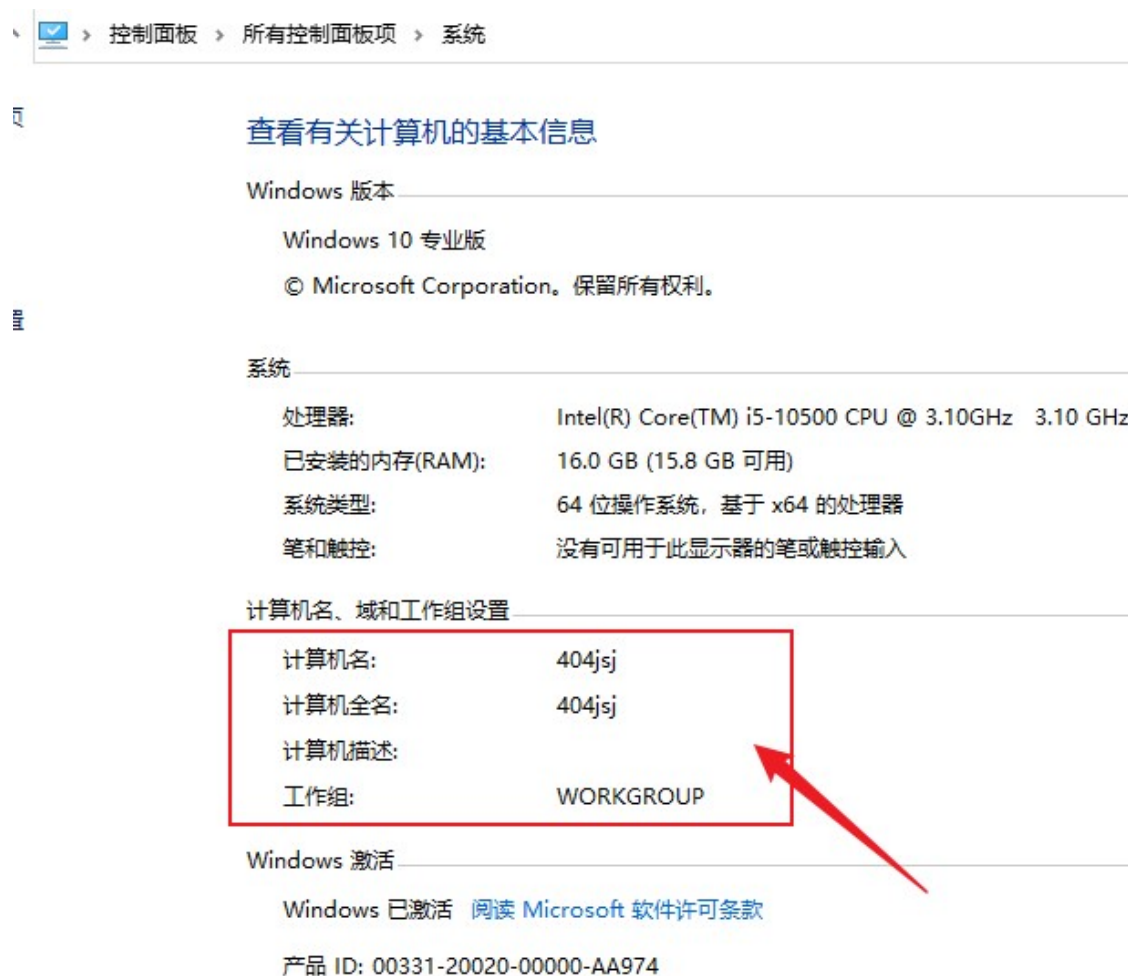 控制面板 › 所有控制面板项 › 系统
页
查看有关计算机的基本信息
Windows 版本
Windows 10 专业版
© Microsoft Corporation。保留所有权利。
置
系统
处理器: Intel(R) Core(TM) i5-10500 CPU @ 3.10GHz 3.10 GHz
已安装的内存(RAM): 16.0 GB (15.8 GB 可用)
系统类型: 64 位操作系统，基于 x64 的处理器
笔和触控: 没有可用于此显示器的笔或触控输入
计算机名、域和工作组设置
计算机名: 404jsj
计算机全名: 404jsj
计算机描述:
工作组: WORKGROUP
Windows 激活
Windows 已激活 阅读 Microsoft 软件许可条款
产品 ID: 00331-20020-00000-AA974